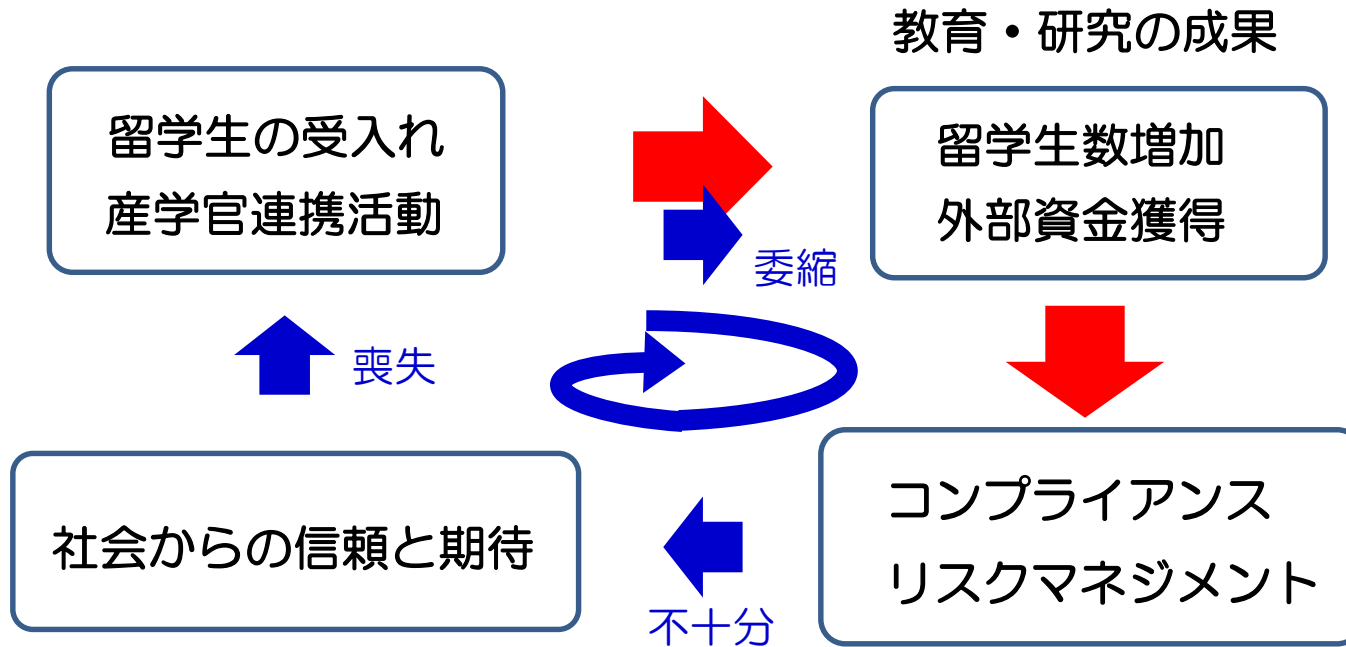 教育・研究の成果
留学生の受入れ
産学官連携活動
留学生数増加
外部資金獲得
委縮
喪失
コンプライアンス
リスクマネジメント
社会からの信頼と期待
不十分